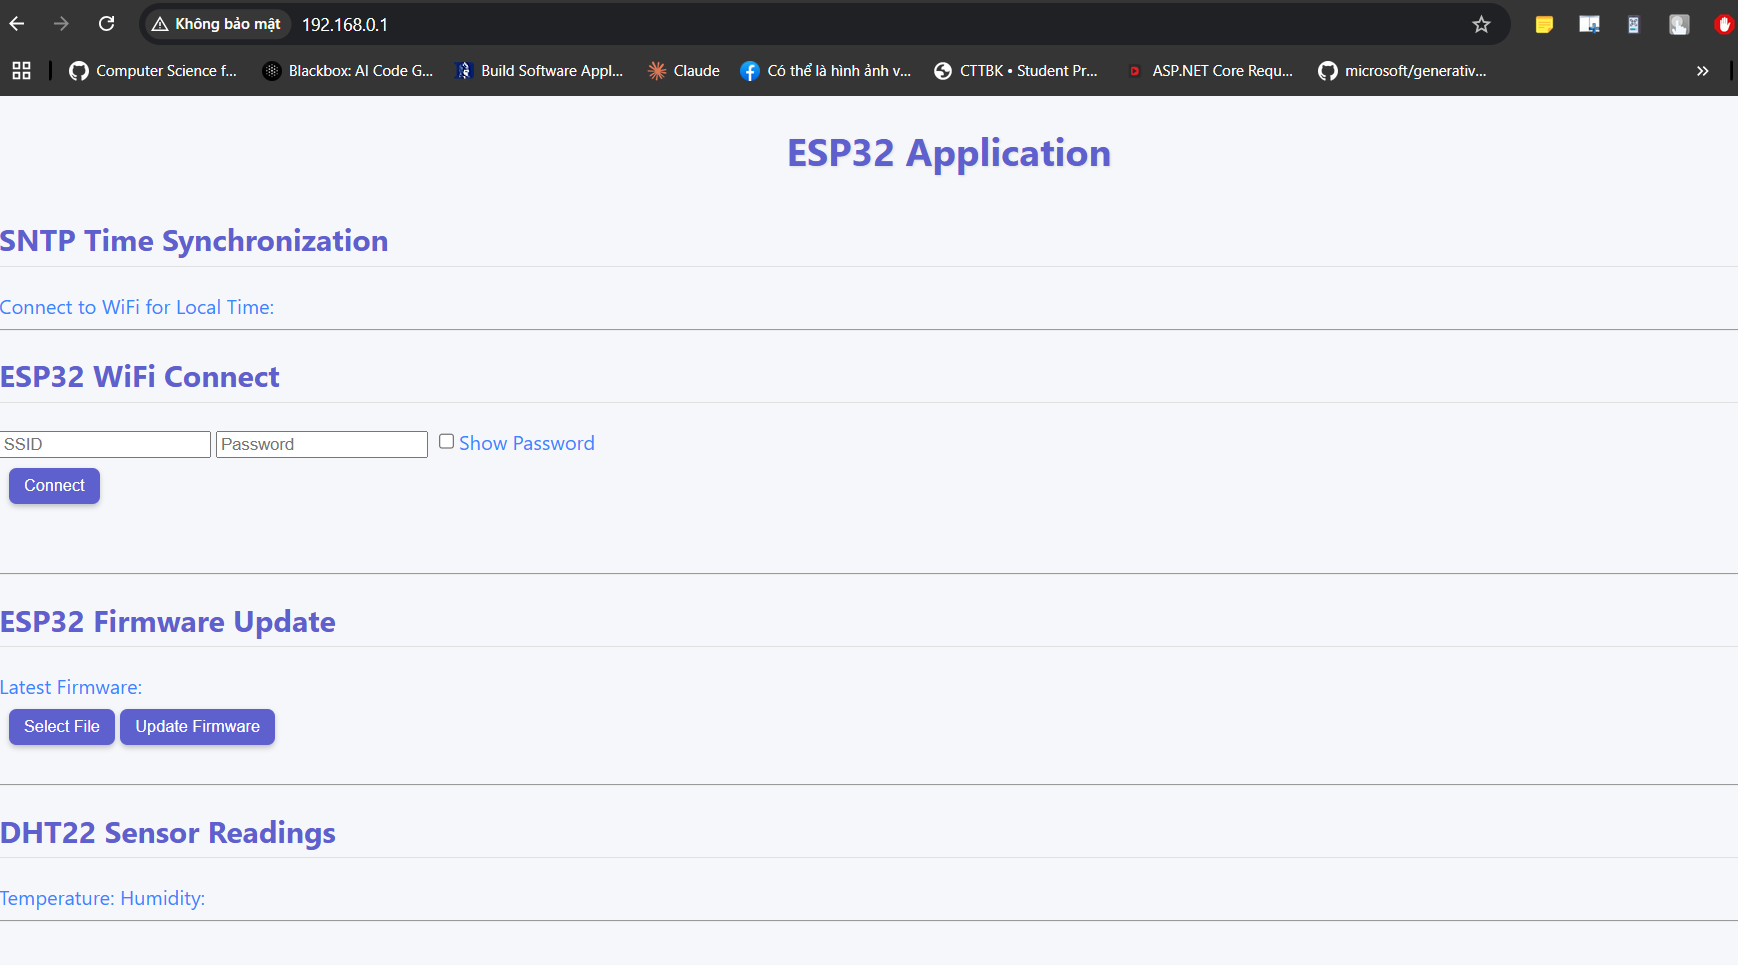 Không bảo mật 192.168.0.1
Computer Science f... Blackbox: AI Code G... Build Software Appl... Claude Có thể là hình ảnh v... CTTBK • Student Pr... ASP.NET Core Requ... microsoft/generativ...
ESP32 Application
SNTP Time Synchronization
Connect to WiFi for Local Time:
ESP32 WiFi Connect
SSID Password Show Password
Connect
ESP32 Firmware Update
Latest Firmware:
Select File Update Firmware
DHT22 Sensor Readings
Temperature: Humidity: